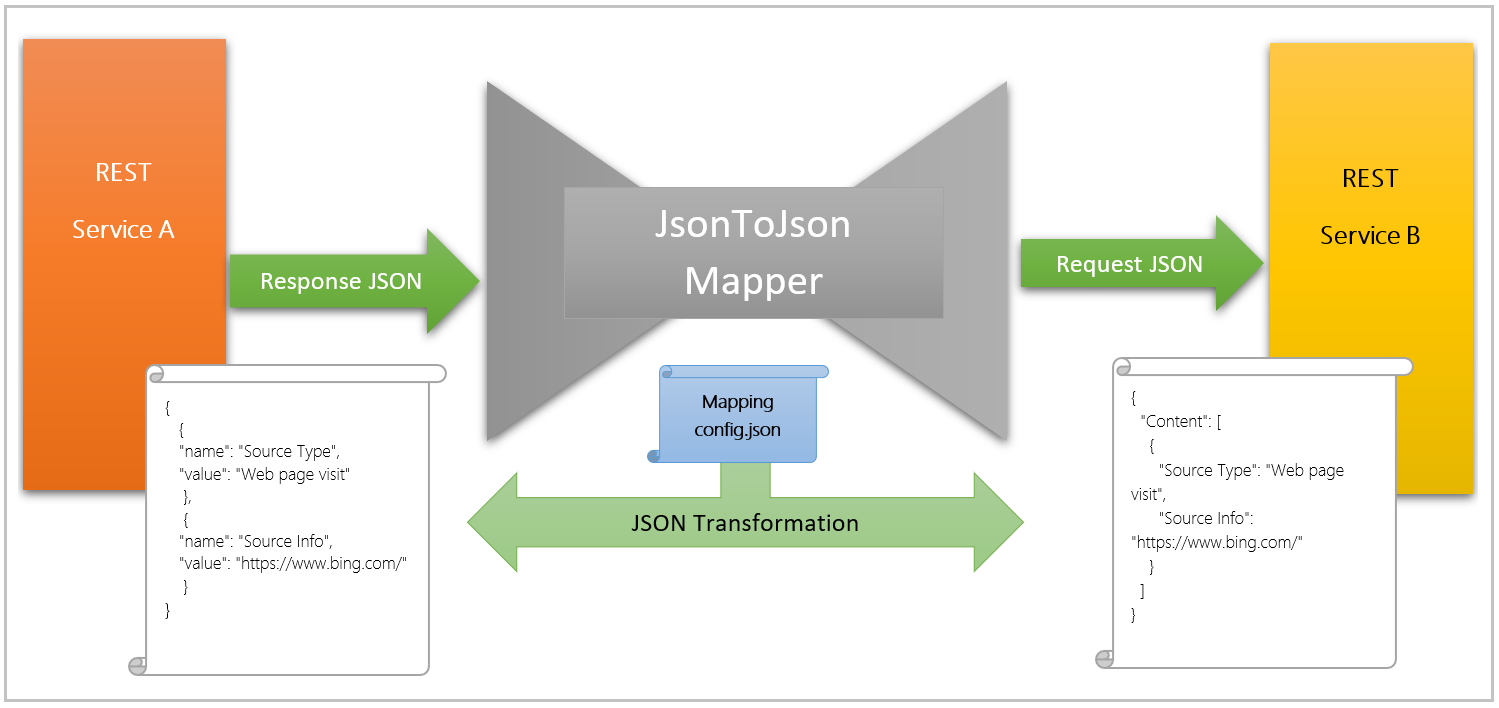 REST
Service A
Response JSON
JsonToJson
Mapper
Request JSON
REST
Service B
{
{
"name": "Source Type",
"value": "Web page visit"
},
{
"name": "Source Info",
"value": "https://www.bing.com/"
}
}
Mapping
config.json
JSON Transformation
{
"Content": [
{
"Source Type": "Web page
visit",
"Source Info":
"https://www.bing.com/"
}
]
}